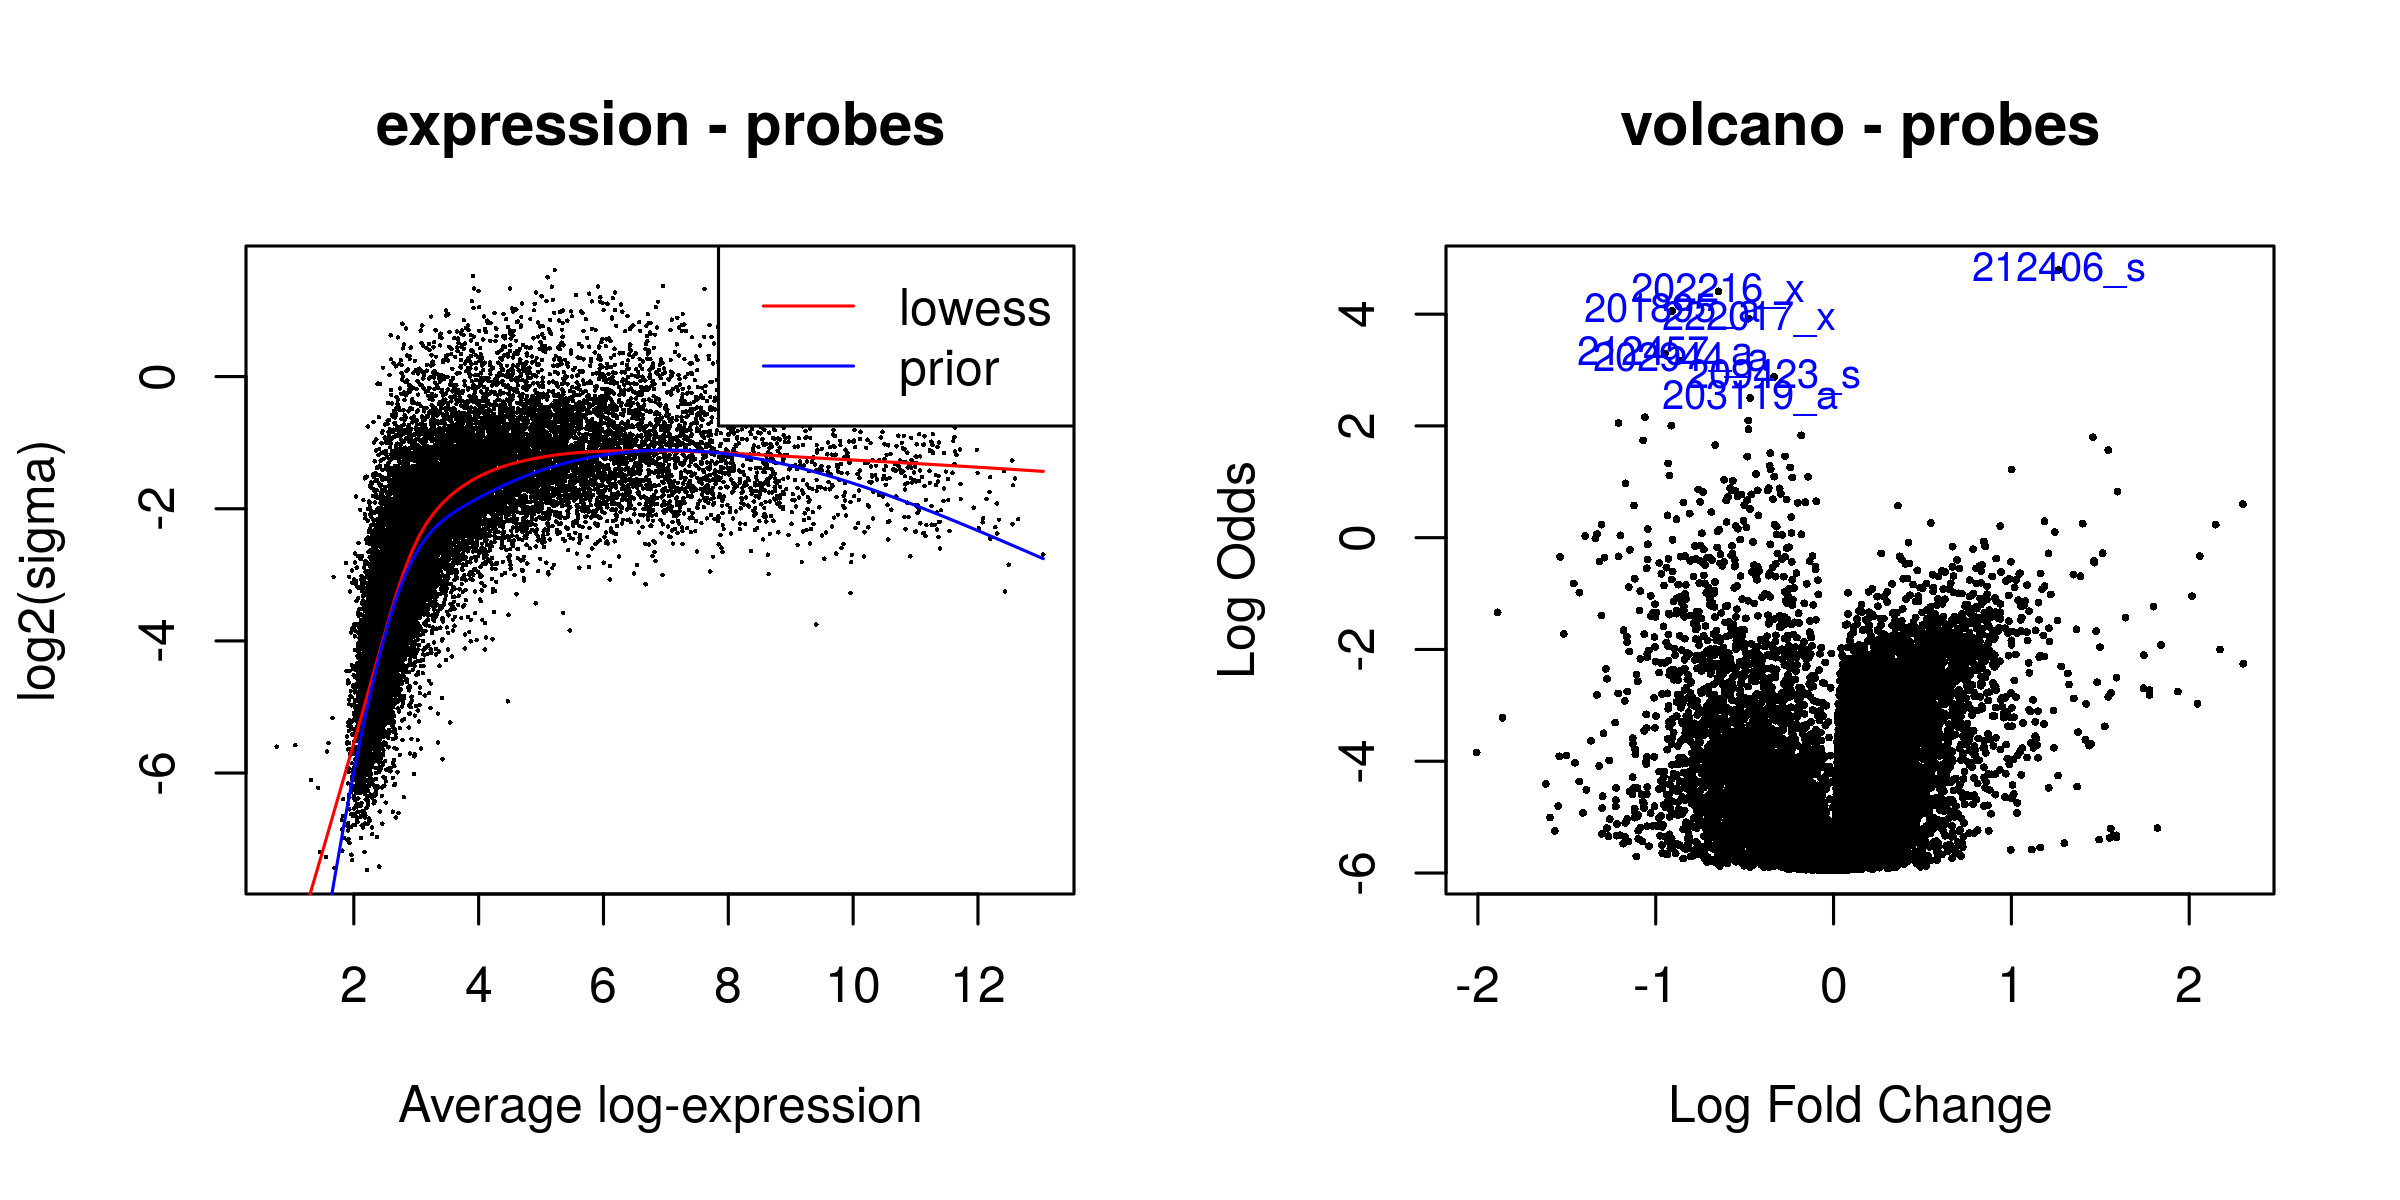 expression - probes
lowess
prior
0
-2
-4
-6
log2(sigma)
2 4 6 8 10 12
Average log-expression
volcano - probes
212406_s
202216_x
222017_x
209423_s
203119_a
4
2
0
-2
-4
-6
Log Odds
-2 -1 0 1 2
Log Fold Change